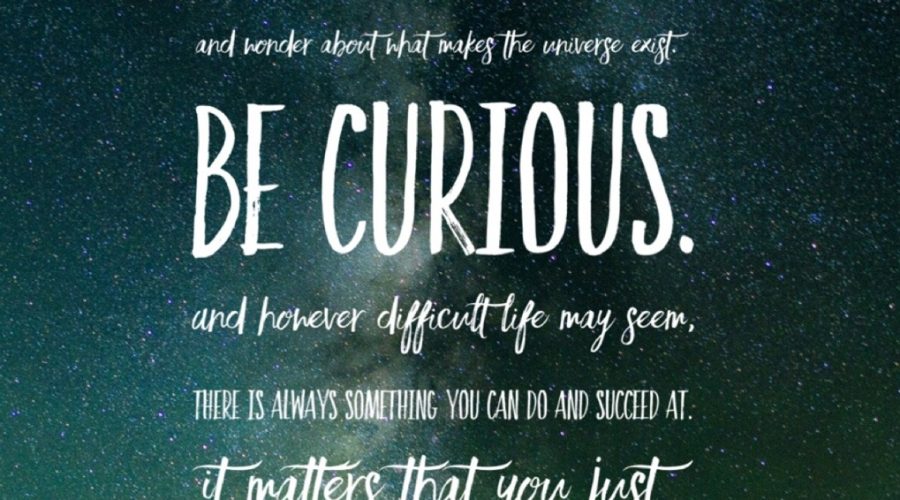 and wonder about what makes the universe exist.
BE CURIOUS.
and however difficult life may seem,
THERE IS ALWAYS SOMETHING YOU CAN DO AND SUCCEED AT.
it matters that you just